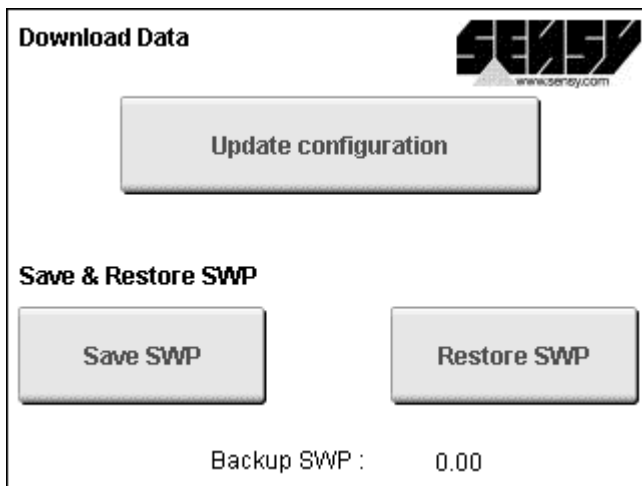 Download Data
SENSY
www.sensy.com
Update configuration
Save & Restore SWP
Save SWP
Restore SWP
Backup SWP : 0.00